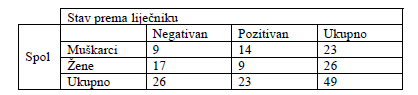 Stav prema liječniku
Negativan Pozitivan Ukupno
Spol
Muškarci 9 14 23
Žene 17 9 26
Ukupno 26 23 49